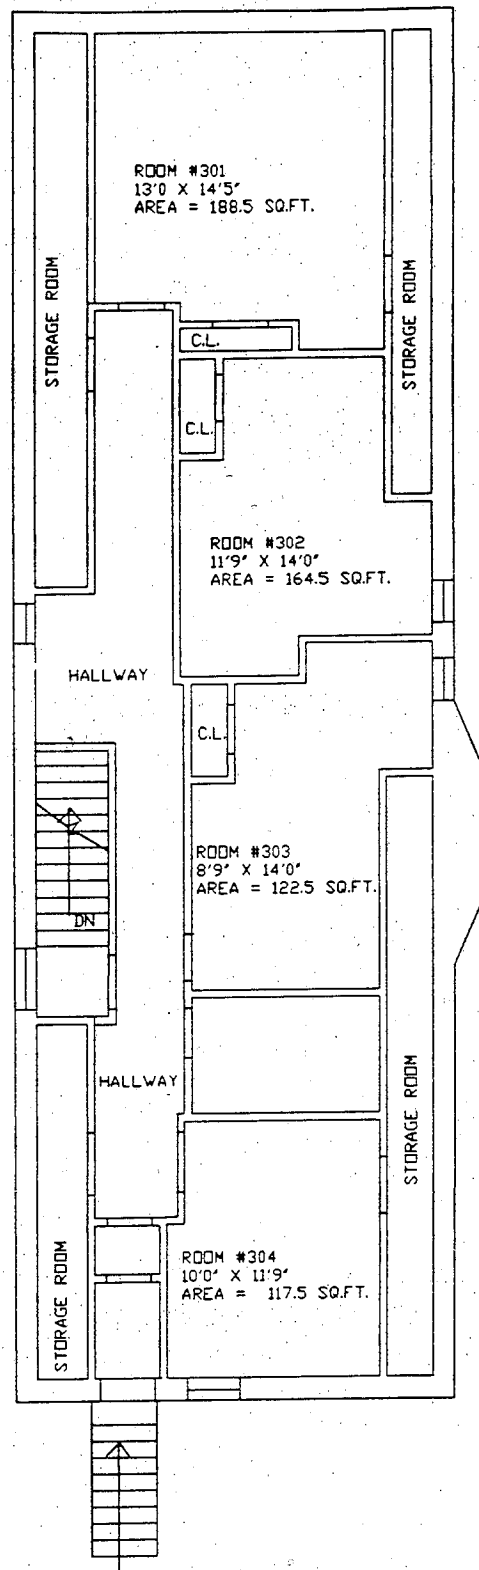 ROOM #301
13'0 X 14'5"
AREA = 188.5 SQ.FT.
STORAGE ROOM
STORAGE ROOM
C.L.
C.L.
ROOM #302
11'9" X 14'0"
AREA = 164.5 SQ.FT.
HALLWAY
C.L.
ROOM #303
8'9" X 14'0"
AREA = 122.5 SQ.FT.
DN
HALLWAY
STORAGE ROOM
STORAGE ROOM
ROOM #304
10'0" X 11'9"
AREA = 117.5 SQ.FT.